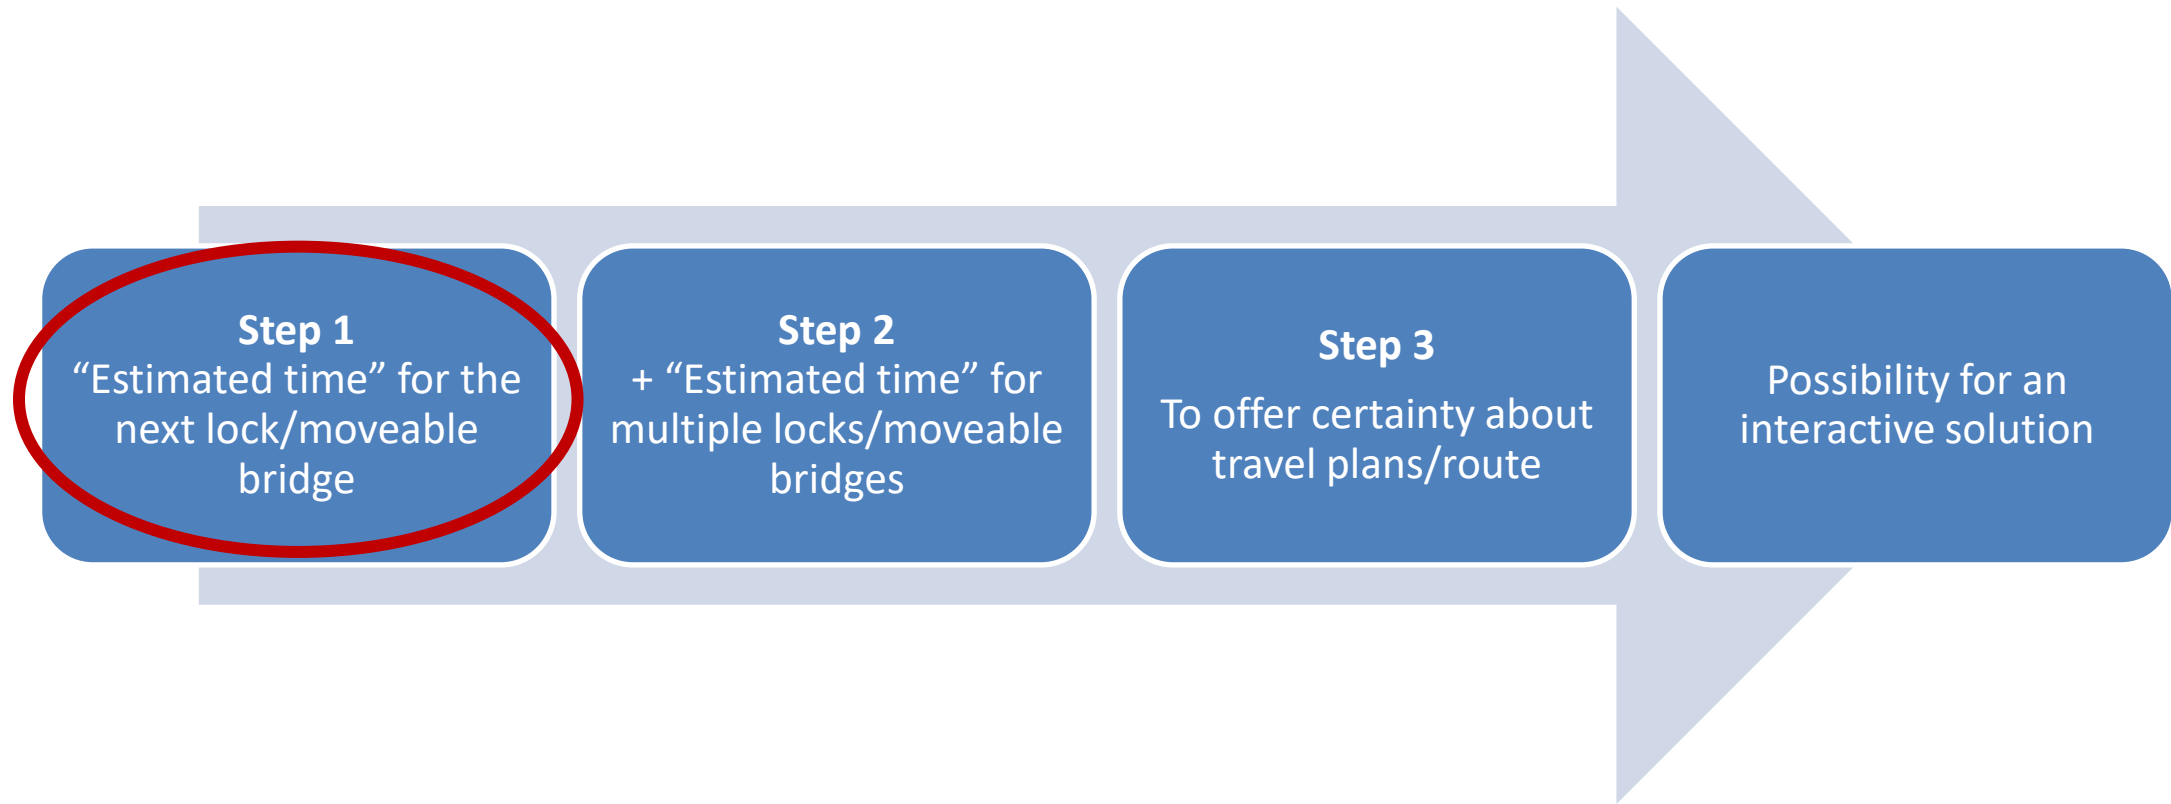 Step 1
“Estimated time” for the
next lock/moveable
bridge
Step 2
+ “Estimated time” for
multiple locks/moveable
bridges
Step 3
To offer certainty about
travel plans/route
Possibility for an
interactive solution